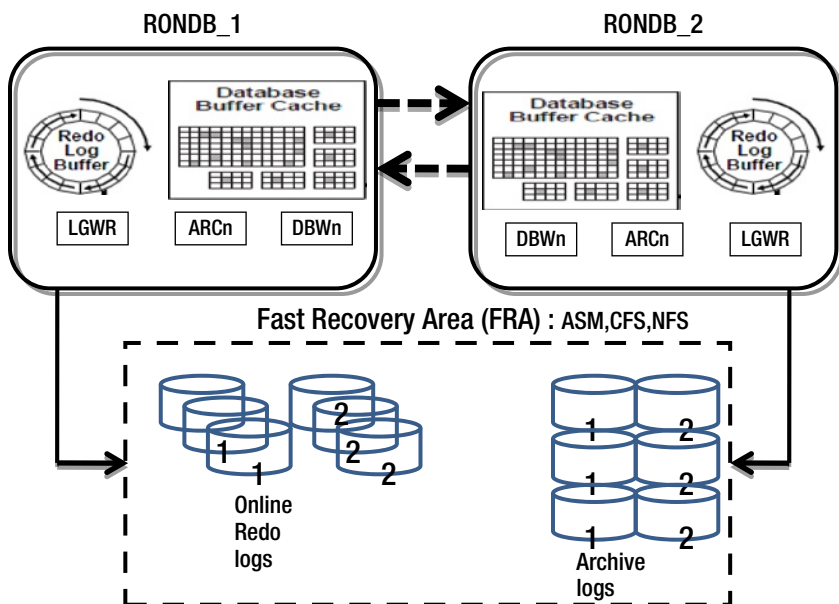 RONDB_1
RONDB_2
Database
Buffer Cache
Redo
Log
Buffer
LGWR
ARCn
DBWn
Database
Buffer Cache
Redo
Log
Buffer
DBWn
ARCn
LGWR
Fast Recovery Area (FRA) : ASM,CFS,NFS
1
1
2
2
2
Online
Redo
logs
1
2
1
2
1
2
Archive
logs